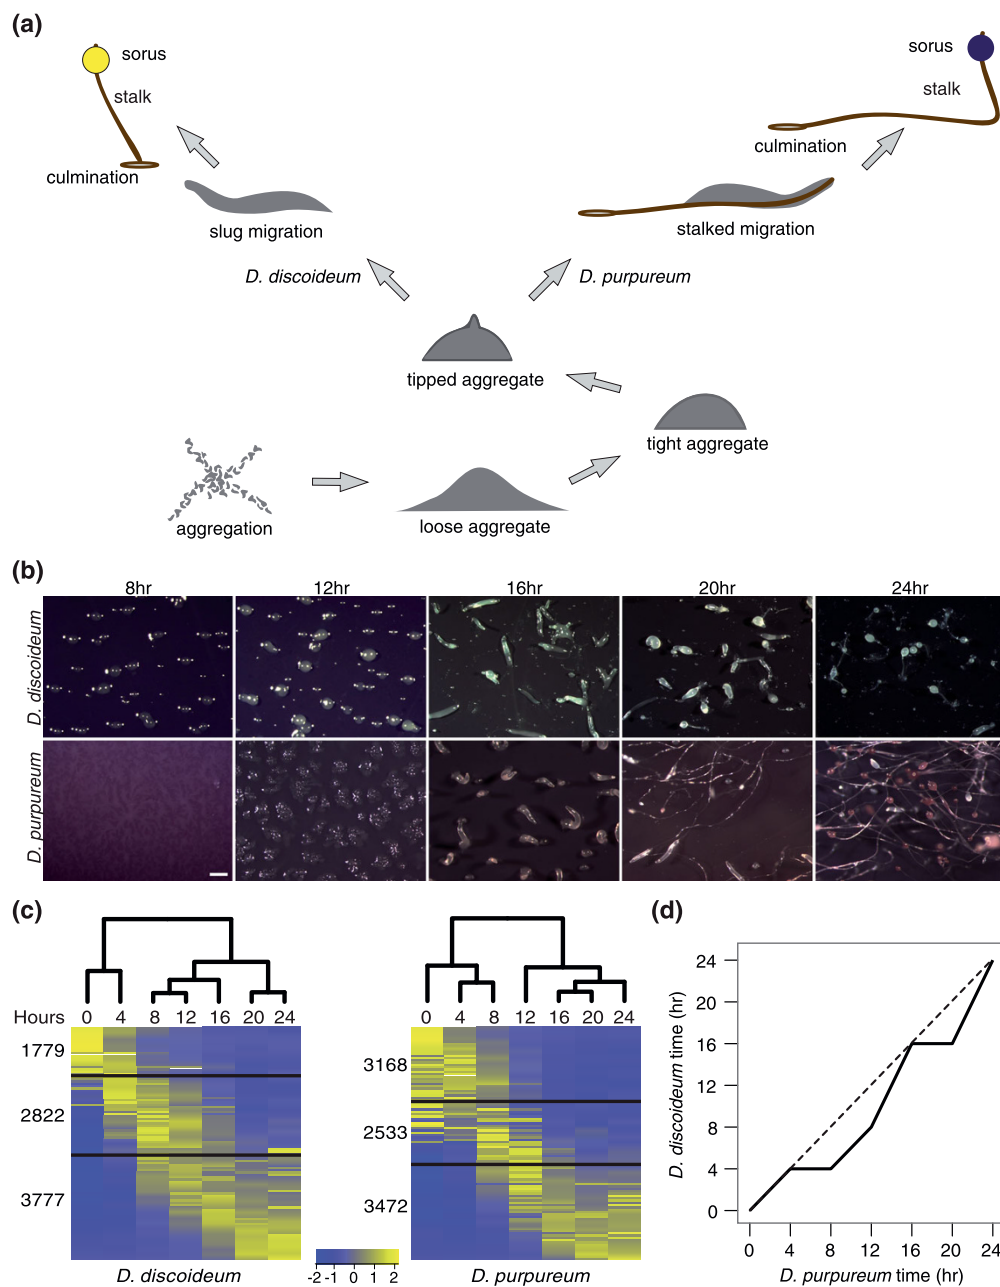 (a)
sorus
stalk
culmination
slug migration
D. discoideum
sorus
stalk
culmination
stalked migration
D. purpureum
tipped aggregate
tight aggregate
aggregation
loose aggregate
(b)
8hr 12hr 16hr 20hr 24hr
D. discoideum
D. purpureum
(c)
Hours 0 4 8 12 16 20 24
1779
2822
3777
D. discoideum
-2 -1 0 1 2
0 4 8 12 16 20 24
3168
2533
3472
D. purpureum
(d)
D. discoideum time (hr)
24
20
16
12
8
4
0
0 4 8 12 16 20 24
D. purpureum time (hr)